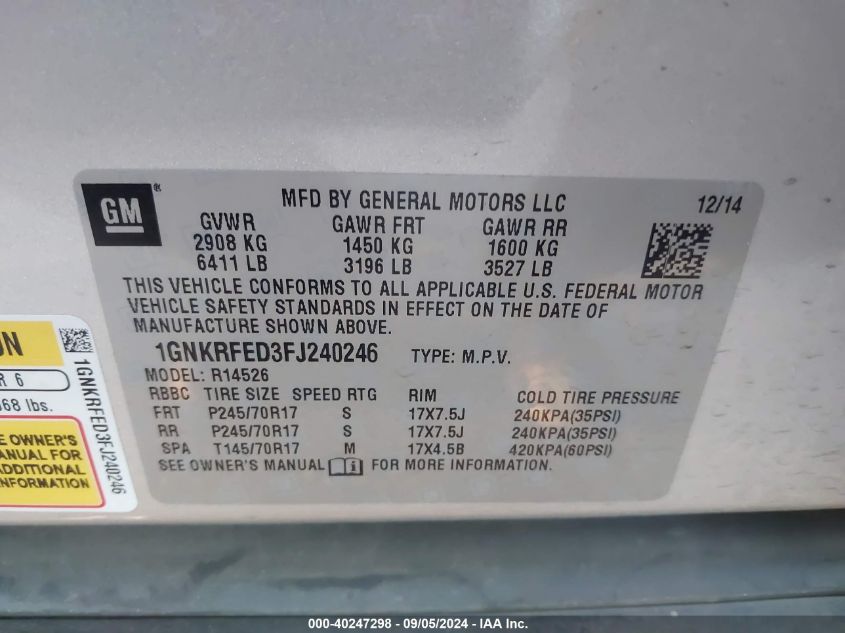 GM
MFD BY GENERAL MOTORS LLC 12/14
GVWR GAWR FRT GAWR RR
2908 KG 1450 KG 1600 KG
6411 LB 3196 LB 3527 LB
THIS VEHICLE CONFORMS TO ALL APPLICABLE U.S. FEDERAL MOTOR
VEHICLE SAFETY STANDARDS IN EFFECT ON THE DATE OF
MANUFACTURE SHOWN ABOVE.
1GNKRFED3FJ240246 TYPE: M.P.V.
MODEL: R14526
RBBC TIRE SIZE SPEED RTG RIM COLD TIRE PRESSURE
FRT P245/70R17 S 17X7.5J 240KPA(35PSI)
RR P245/70R17 S 17X7.5J 240KPA(35PSI)
SPA T145/70R17 M 17X4.5B 420KPA(60PSI)
SEE OWNER'S MANUAL FOR MORE INFORMATION.
6
lbs.
OWNER'S
MANUAL FOR
ADDITIONAL
INFORMATION
1GNKRFED3FJ240246
000-40247298 - 09/05/2024 - IAA Inc.